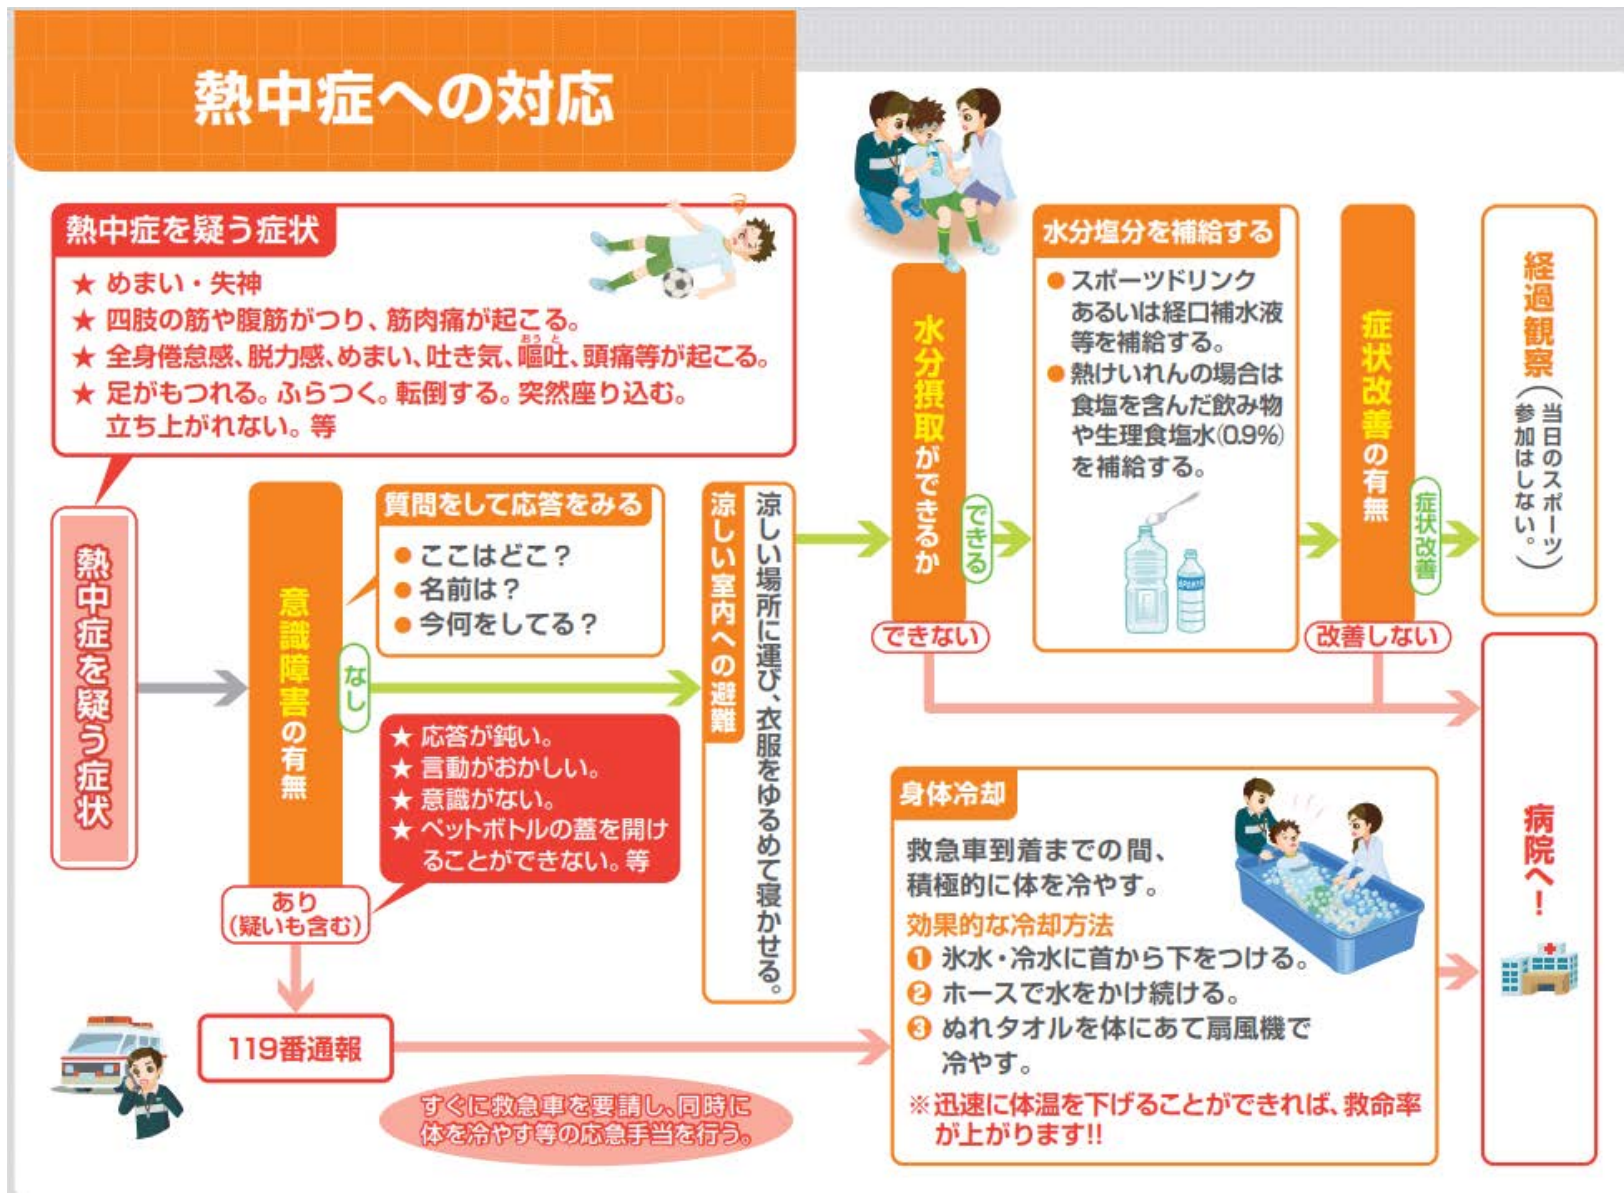 熱中症への対応
熱中症を疑う症状
★ めまい・失神
★ 四肢の筋や腹筋がつり、筋肉痛が起こる。
★ 全身倦怠感、脱力感、めまい、吐き気、嘔吐、頭痛等が起こる。
おう と
★ 足がもつれる。ふらつく。転倒する。突然座り込む。
立ち上がれない。等
熱中症を疑う症状
意識障害の有無
質問をして応答をみる
● ここはどこ？
● 名前は？
● 今何をしてる？
なし
★ 応答が鈍い。
★ 言動がおかしい。
★ 意識がない。
★ ペットボトルの蓋を開け
ることができない。等
あり
(疑いも含む)
119番通報
すぐに救急車を要請し、同時に
体を冷やす等の応急手当を行う。
涼しい室内への避難
涼しい場所に運び、衣服をゆるめて寝かせる。
水分摂取ができるか
できる
できない
水分塩分を補給する
● スポーツドリンク
あるいは経口補水液
等を補給する。
● 熱けいれんの場合は
食塩を含んだ飲み物
や生理食塩水(0.9%)
を補給する。
症状改善の有無
症状改善
改善しない
経過観察
(当日のスポーツ
参加はしない。)
身体冷却
救急車到着までの間、
積極的に体を冷やす。
効果的な冷却方法
❶ 氷水・冷水に首から下をつける。
❷ ホースで水をかけ続ける。
❸ ぬれタオルを体にあて扇風機で
冷やす。
※迅速に体温を下げることができれば、救命率
が上がります!!
病院へ！